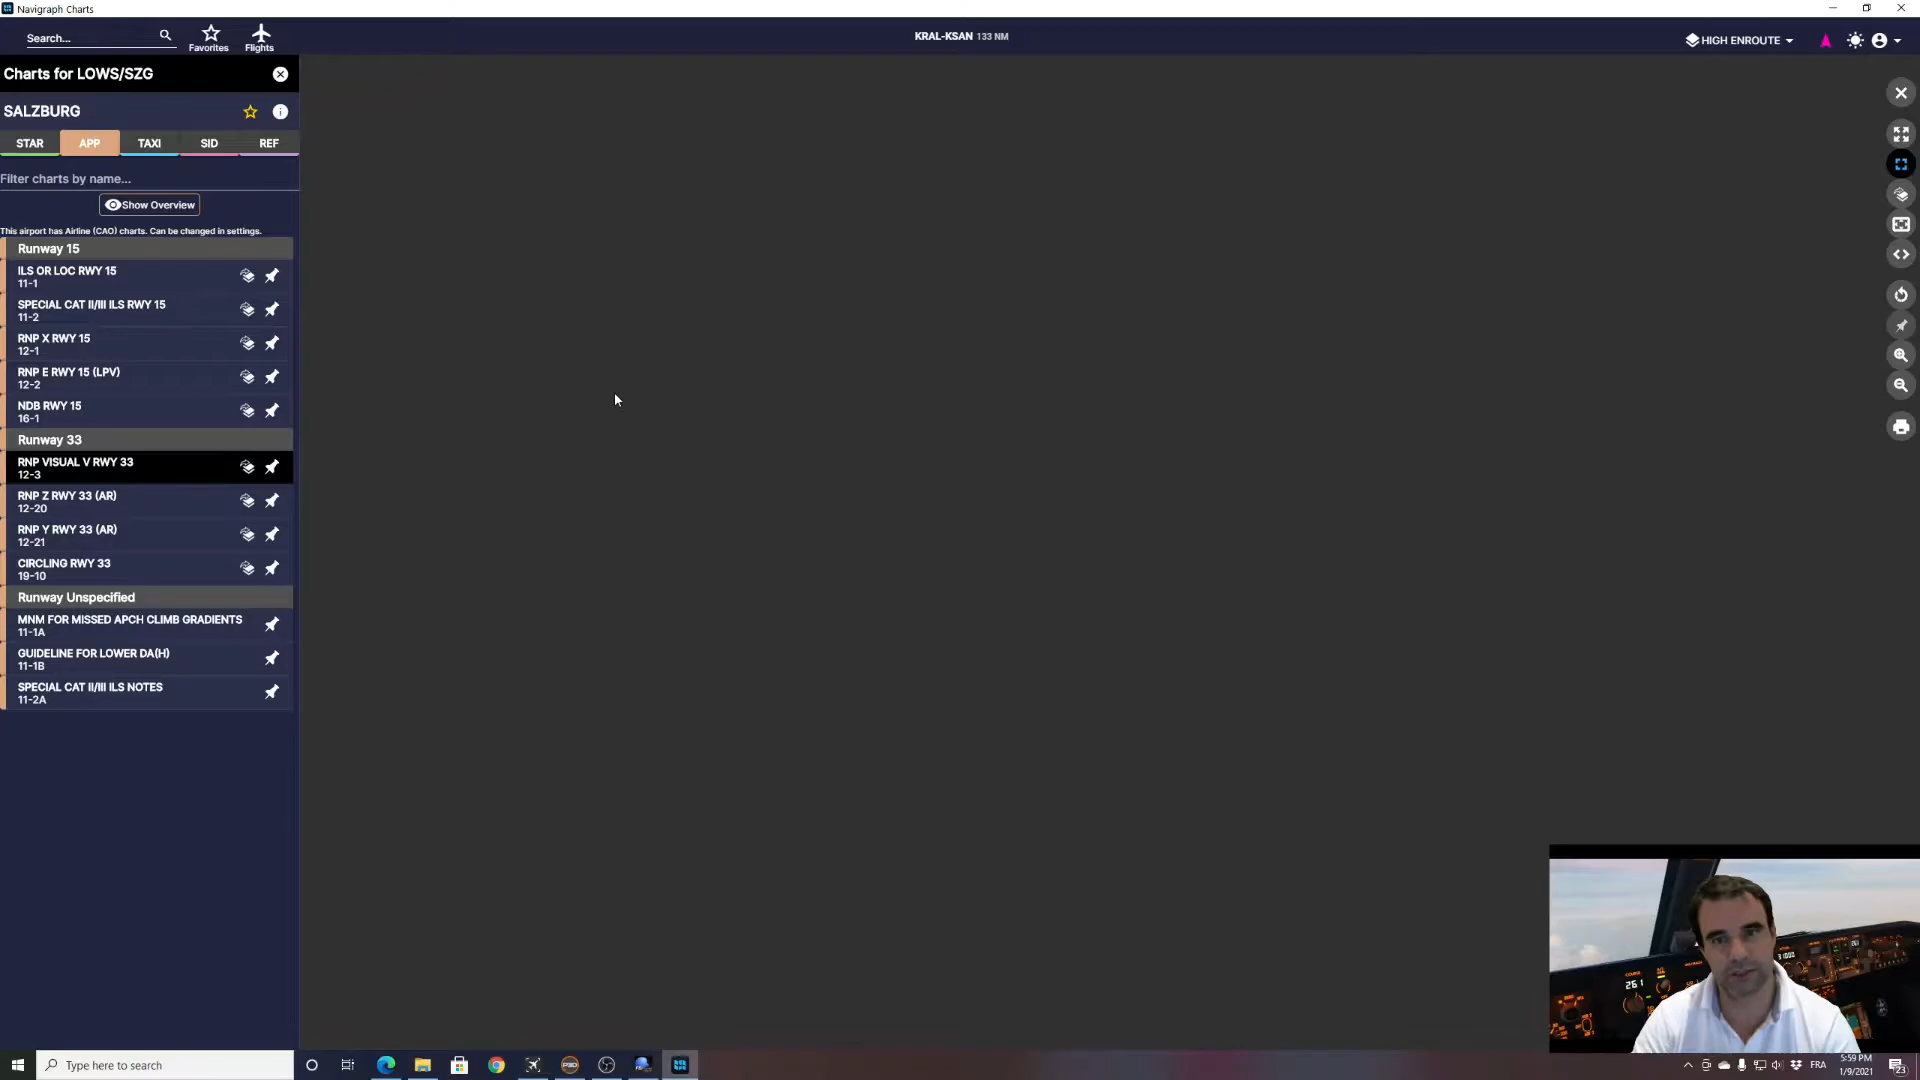 Navigraph Charts
Search...
Favorites
Flights
KRAL-KSAN 133 NM
HIGH ENROUTE
Charts for LOWS/SZG
SALZBURG
STAR
APP
TAXI
SID
REF
Filter charts by name...
Show Overview
This airport has Airline (CAO) charts. Can be changed in settings.
Runway 15
ILS OR LOC RWY 15
11-1
SPECIAL CAT II/III ILS RWY 15
11-2
RNP X RWY 15
12-1
RNP E RWY 15 (LPV)
12-2
NDB RWY 15
16-1
Runway 33
RNP VISUAL V RWY 33
12-3
RNP Z RWY 33 (AR)
12-20
RNP Y RWY 33 (AR)
12-21
CIRCLING RWY 33
19-10
Runway Unspecified
MNM FOR MISSED APCH CLIMB GRADIENTS
11-1A
GUIDELINE FOR LOWER DA(H)
11-1B
SPECIAL CAT II/III ILS NOTES
11-2A
COURSE
261
Type here to search
P3D
FRA
5:59 PM
1/9/2021
23